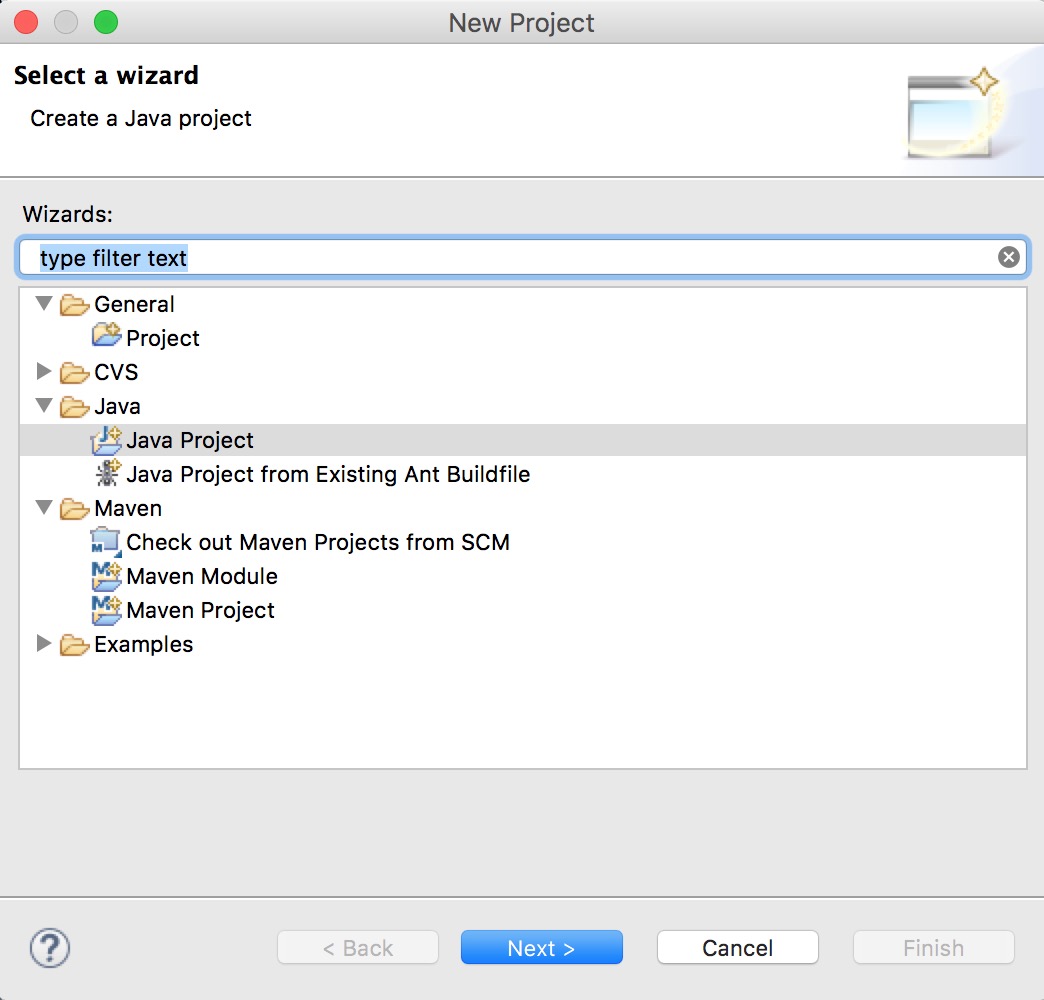 New Project
Select a wizard
Create a Java project
Wizards:
type filter text
General
Project
CVS
Java
Java Project
Java Project from Existing Ant Buildfile
Maven
Check out Maven Projects from SCM
Maven Module
Maven Project
Examples
? < Back Next > Cancel Finish